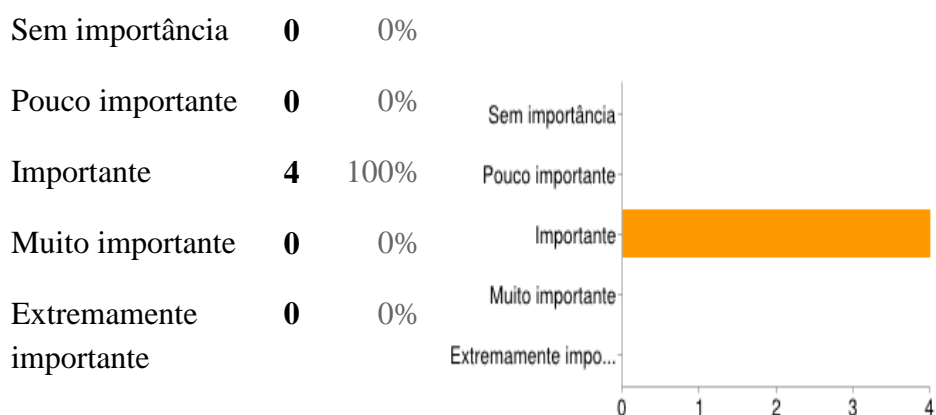 Sem importância 0 0%
Pouco importante 0 0%
Importante 4 100%
Muito importante 0 0%
Extremamente importante 0 0%
Sem importância
Pouco importante
Importante
Muito importante
Extremamente impo...
0 1 2 3 4